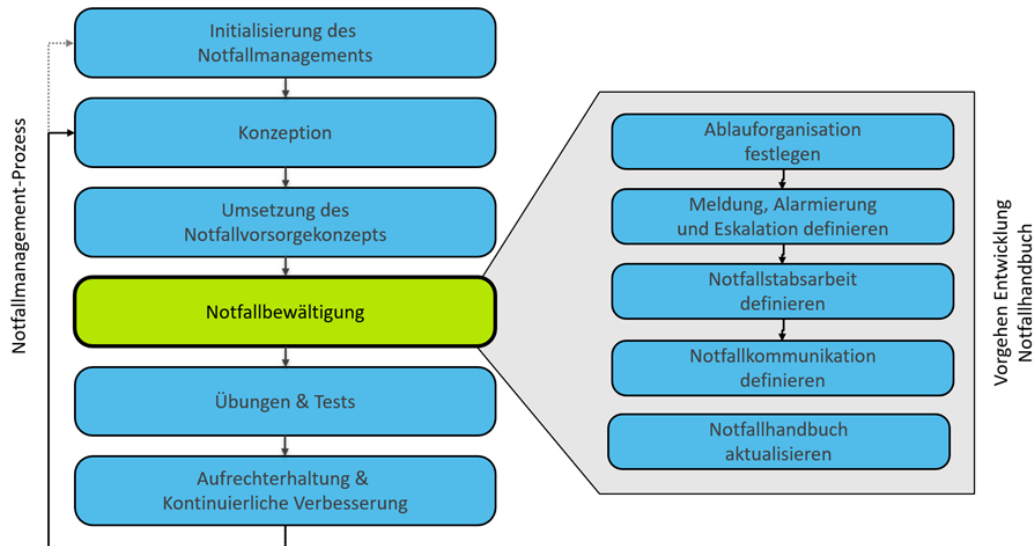 Notfallmanagement-Prozess
Initialisierung des
Notfallmanagements
Konzeption
Umsetzung des
Notfallvorsorgekonzepts
Notfallbewältigung
Übungen & Tests
Aufrechterhaltung &
Kontinuierliche Verbesserung
Ablauforganisation
festlegen
Meldung, Alarmierung
und Eskalation definieren
Notfallstabsarbeit
definieren
Notfallkommunikation
definieren
Notfallhandbuch
aktualisieren
Vorgehen Entwicklung
Notfallhandbuch